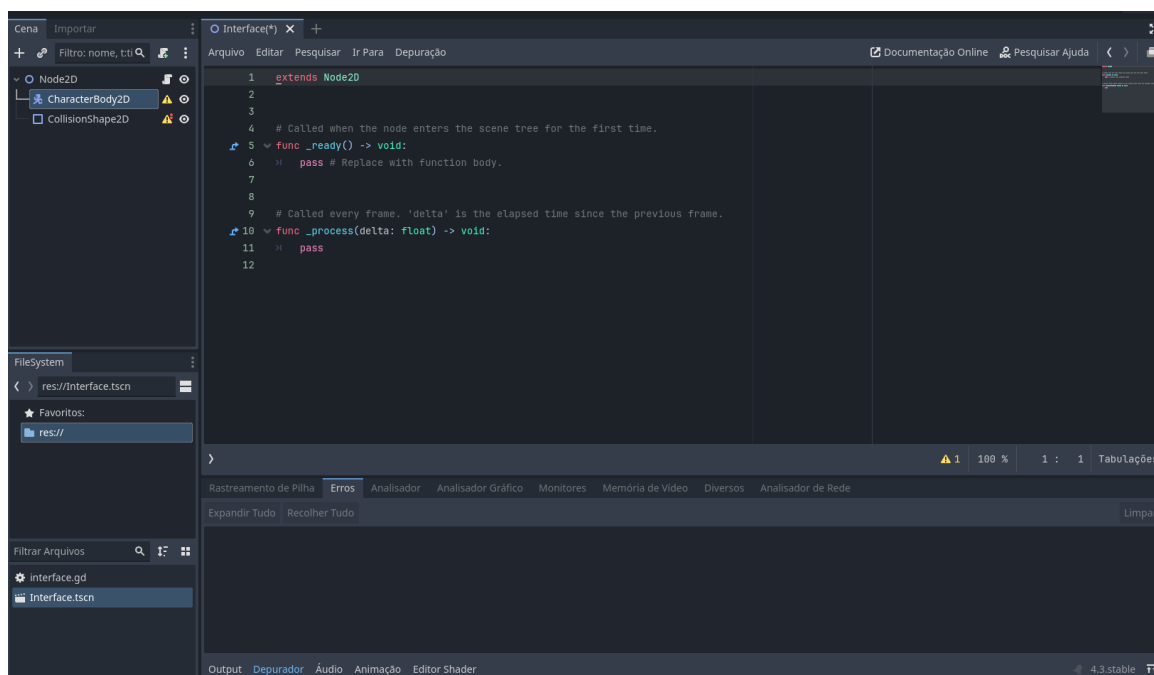 Cena Importar
Interface(*)
Filtro: nome, t:ti
Arquivo Editar Pesquisar Ir Para Depuração
Documentação Online Pesquisar Ajuda
Node2D
CharacterBody2D
CollisionShape2D
1 extends Node2D
2
3
4 # Called when the node enters the scene tree for the first time.
5 func _ready() -> void:
6 pass # Replace with function body.
7
8
9 # Called every frame. 'delta' is the elapsed time since the previous frame.
10 func _process(delta: float) -> void:
11 pass
12
FileSystem
res://Interface.tscn
Favoritos:
res://
1 100 % 1 : 1 Tabulaçõe
Rastreamento de Pilha Erros Analisador Analisador Gráfico Monitores Memória de Vídeo Diversos Analisador de Rede
Expandir Tudo Recolher Tudo Limpa
Filtrar Arquivos
interface.gd
Interface.tscn
Output Depurador Áudio Animação Editor Shader
4.3.stable